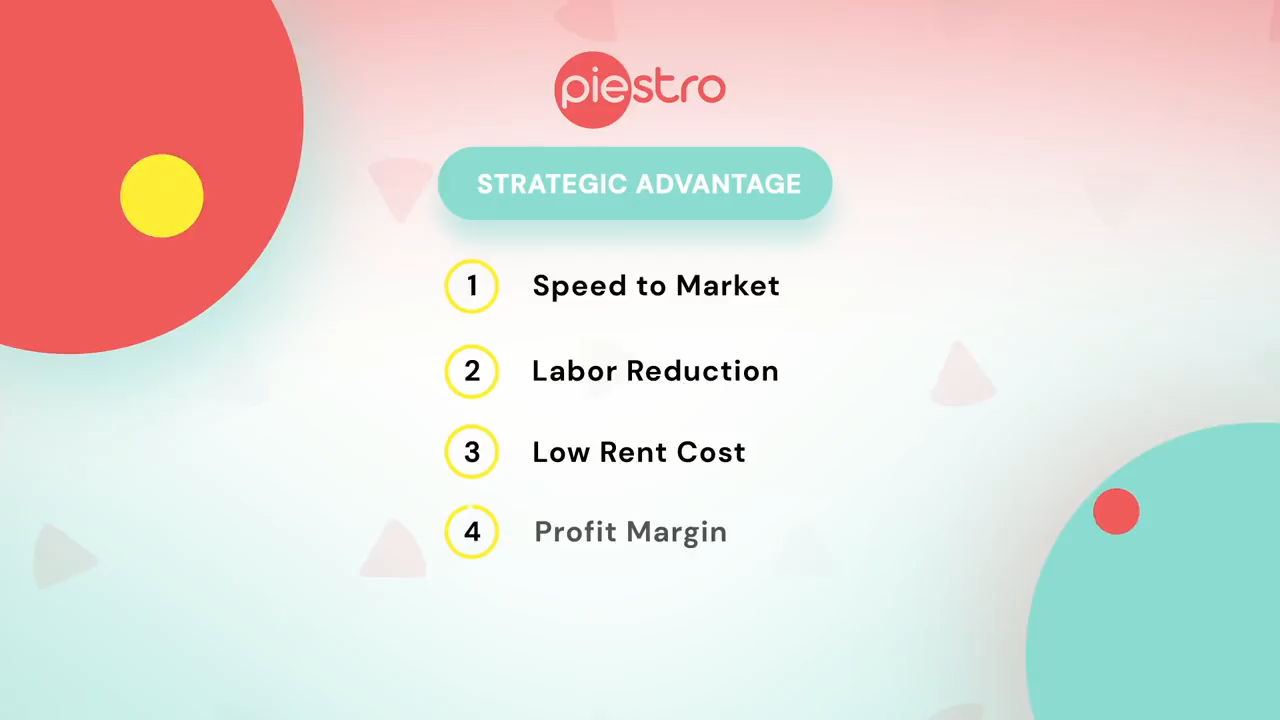 piestro
STRATEGIC ADVANTAGE
1 Speed to Market
2 Labor Reduction
3 Low Rent Cost
4 Profit Margin